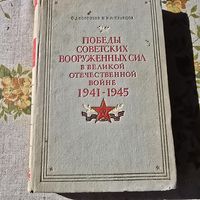 ПОБЕДЫ
СОВЕТСКИХ
ВООРУЖЕННЫХ СИЛ
В ВЕЛИКОЙ
ОТЕЧЕСТВЕННОЙ
ВОЙНЕ
1941-1945